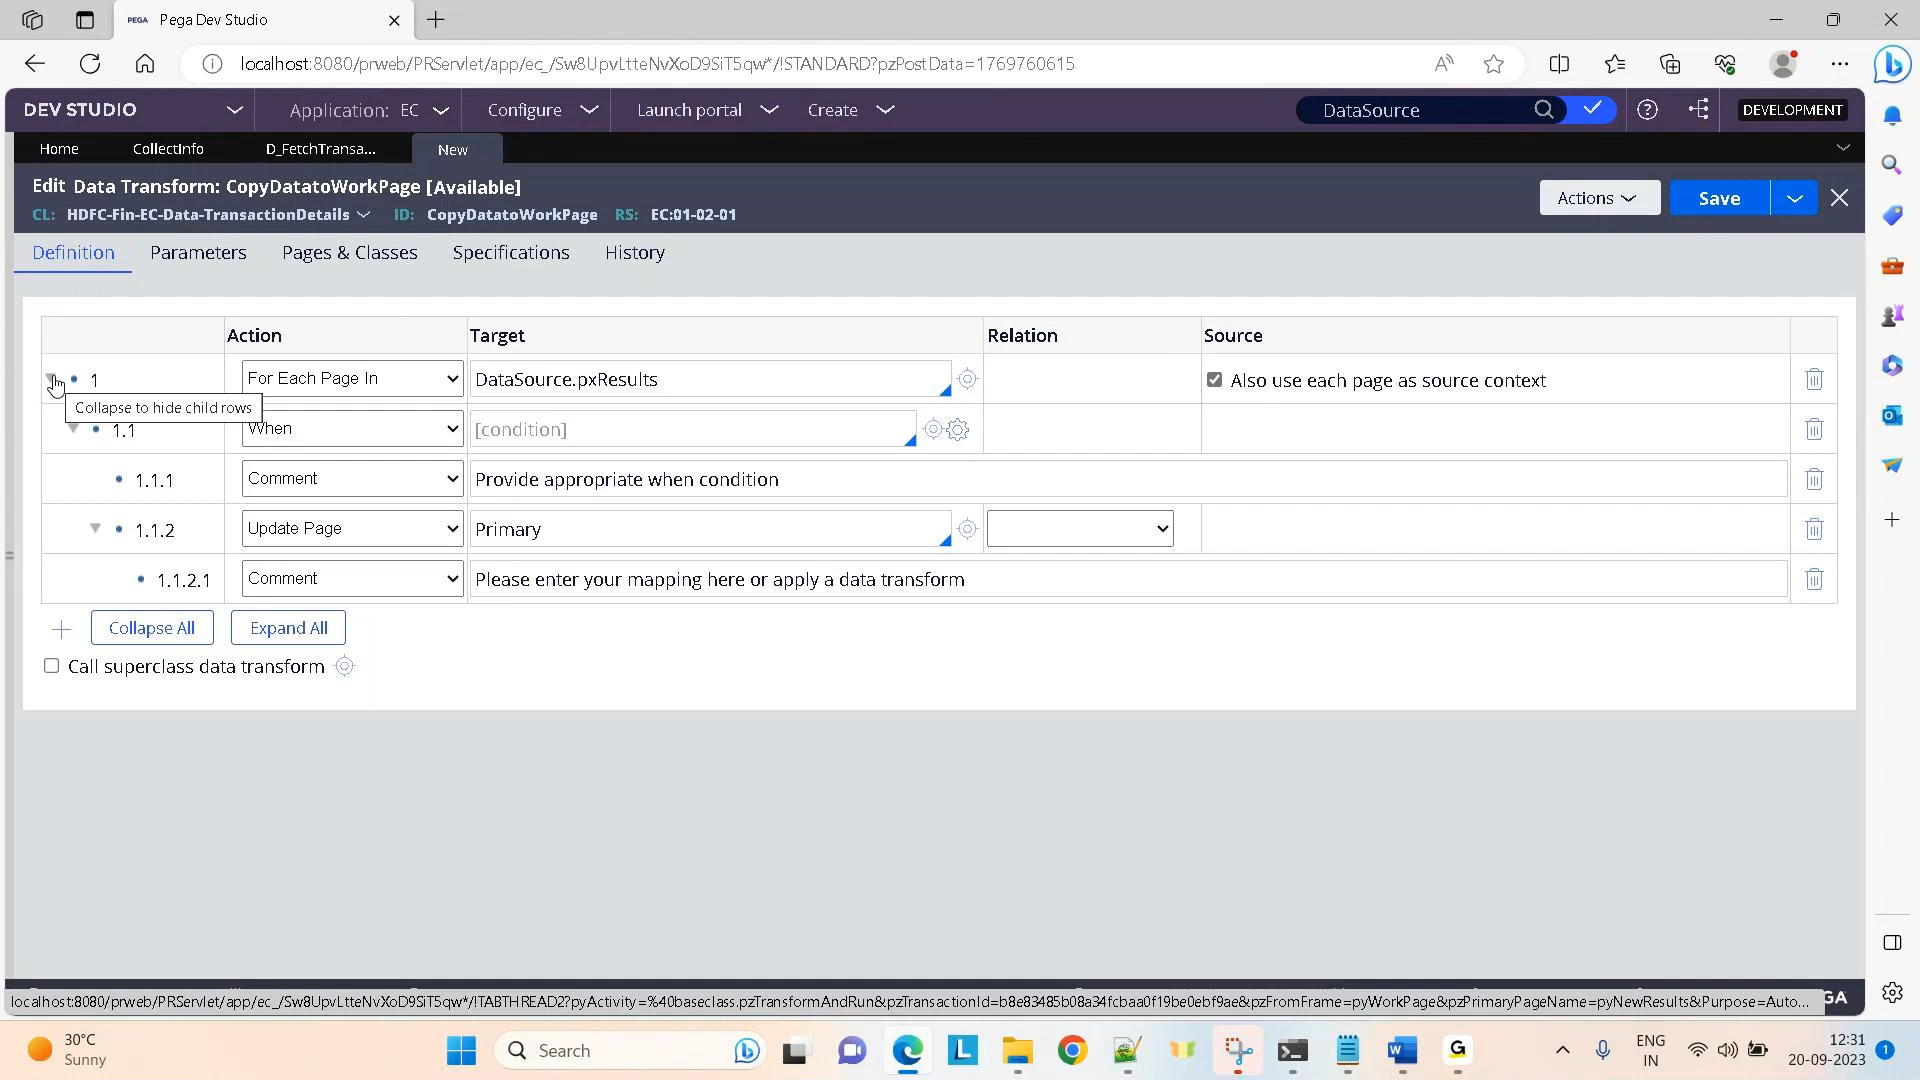 PEGA Pega Dev Studio
localhost:8080/prweb/PRServlet/app/ec_/Sw8UpvLtteNvXoD9SiT5qw*/!STANDARD?pzPostData=1769760615
DEV STUDIO Application: EC Configure Launch portal Create DataSource DEVELOPMENT
Home CollectInfo D_FetchTransa... New
Edit Data Transform: CopyDatatoWorkPage [Available]
CL: HDFC-Fin-EC-Data-TransactionDetails ID: CopyDatatoWorkPage RS: EC:01-02-01
Actions Save
Definition Parameters Pages & Classes Specifications History
Action Target Relation Source
1 For Each Page In DataSource.pxResults Also use each page as source context
Collapse to hide child rows
1.1 When [condition]
1.1.1 Comment Provide appropriate when condition
1.1.2 Update Page Primary
1.1.2.1 Comment Please enter your mapping here or apply a data transform
Collapse All Expand All
Call superclass data transform
localhost:8080/prweb/PRServlet/app/ec_/Sw8UpvLtteNvXoD9SiT5qw*/!TABTHREAD2?pyActivity=%40baseclass.pzTransformAndRun&pzTransactionId=b8e83485b08a34fcbaa0f19be0ebf9ae&pzFromFrame=pyWorkPage&pzPrimaryPageName=pyNewResults&Purpose=Auto...
GA
30°C
Sunny
Search
ENG
IN
12:31
20-09-2023
1